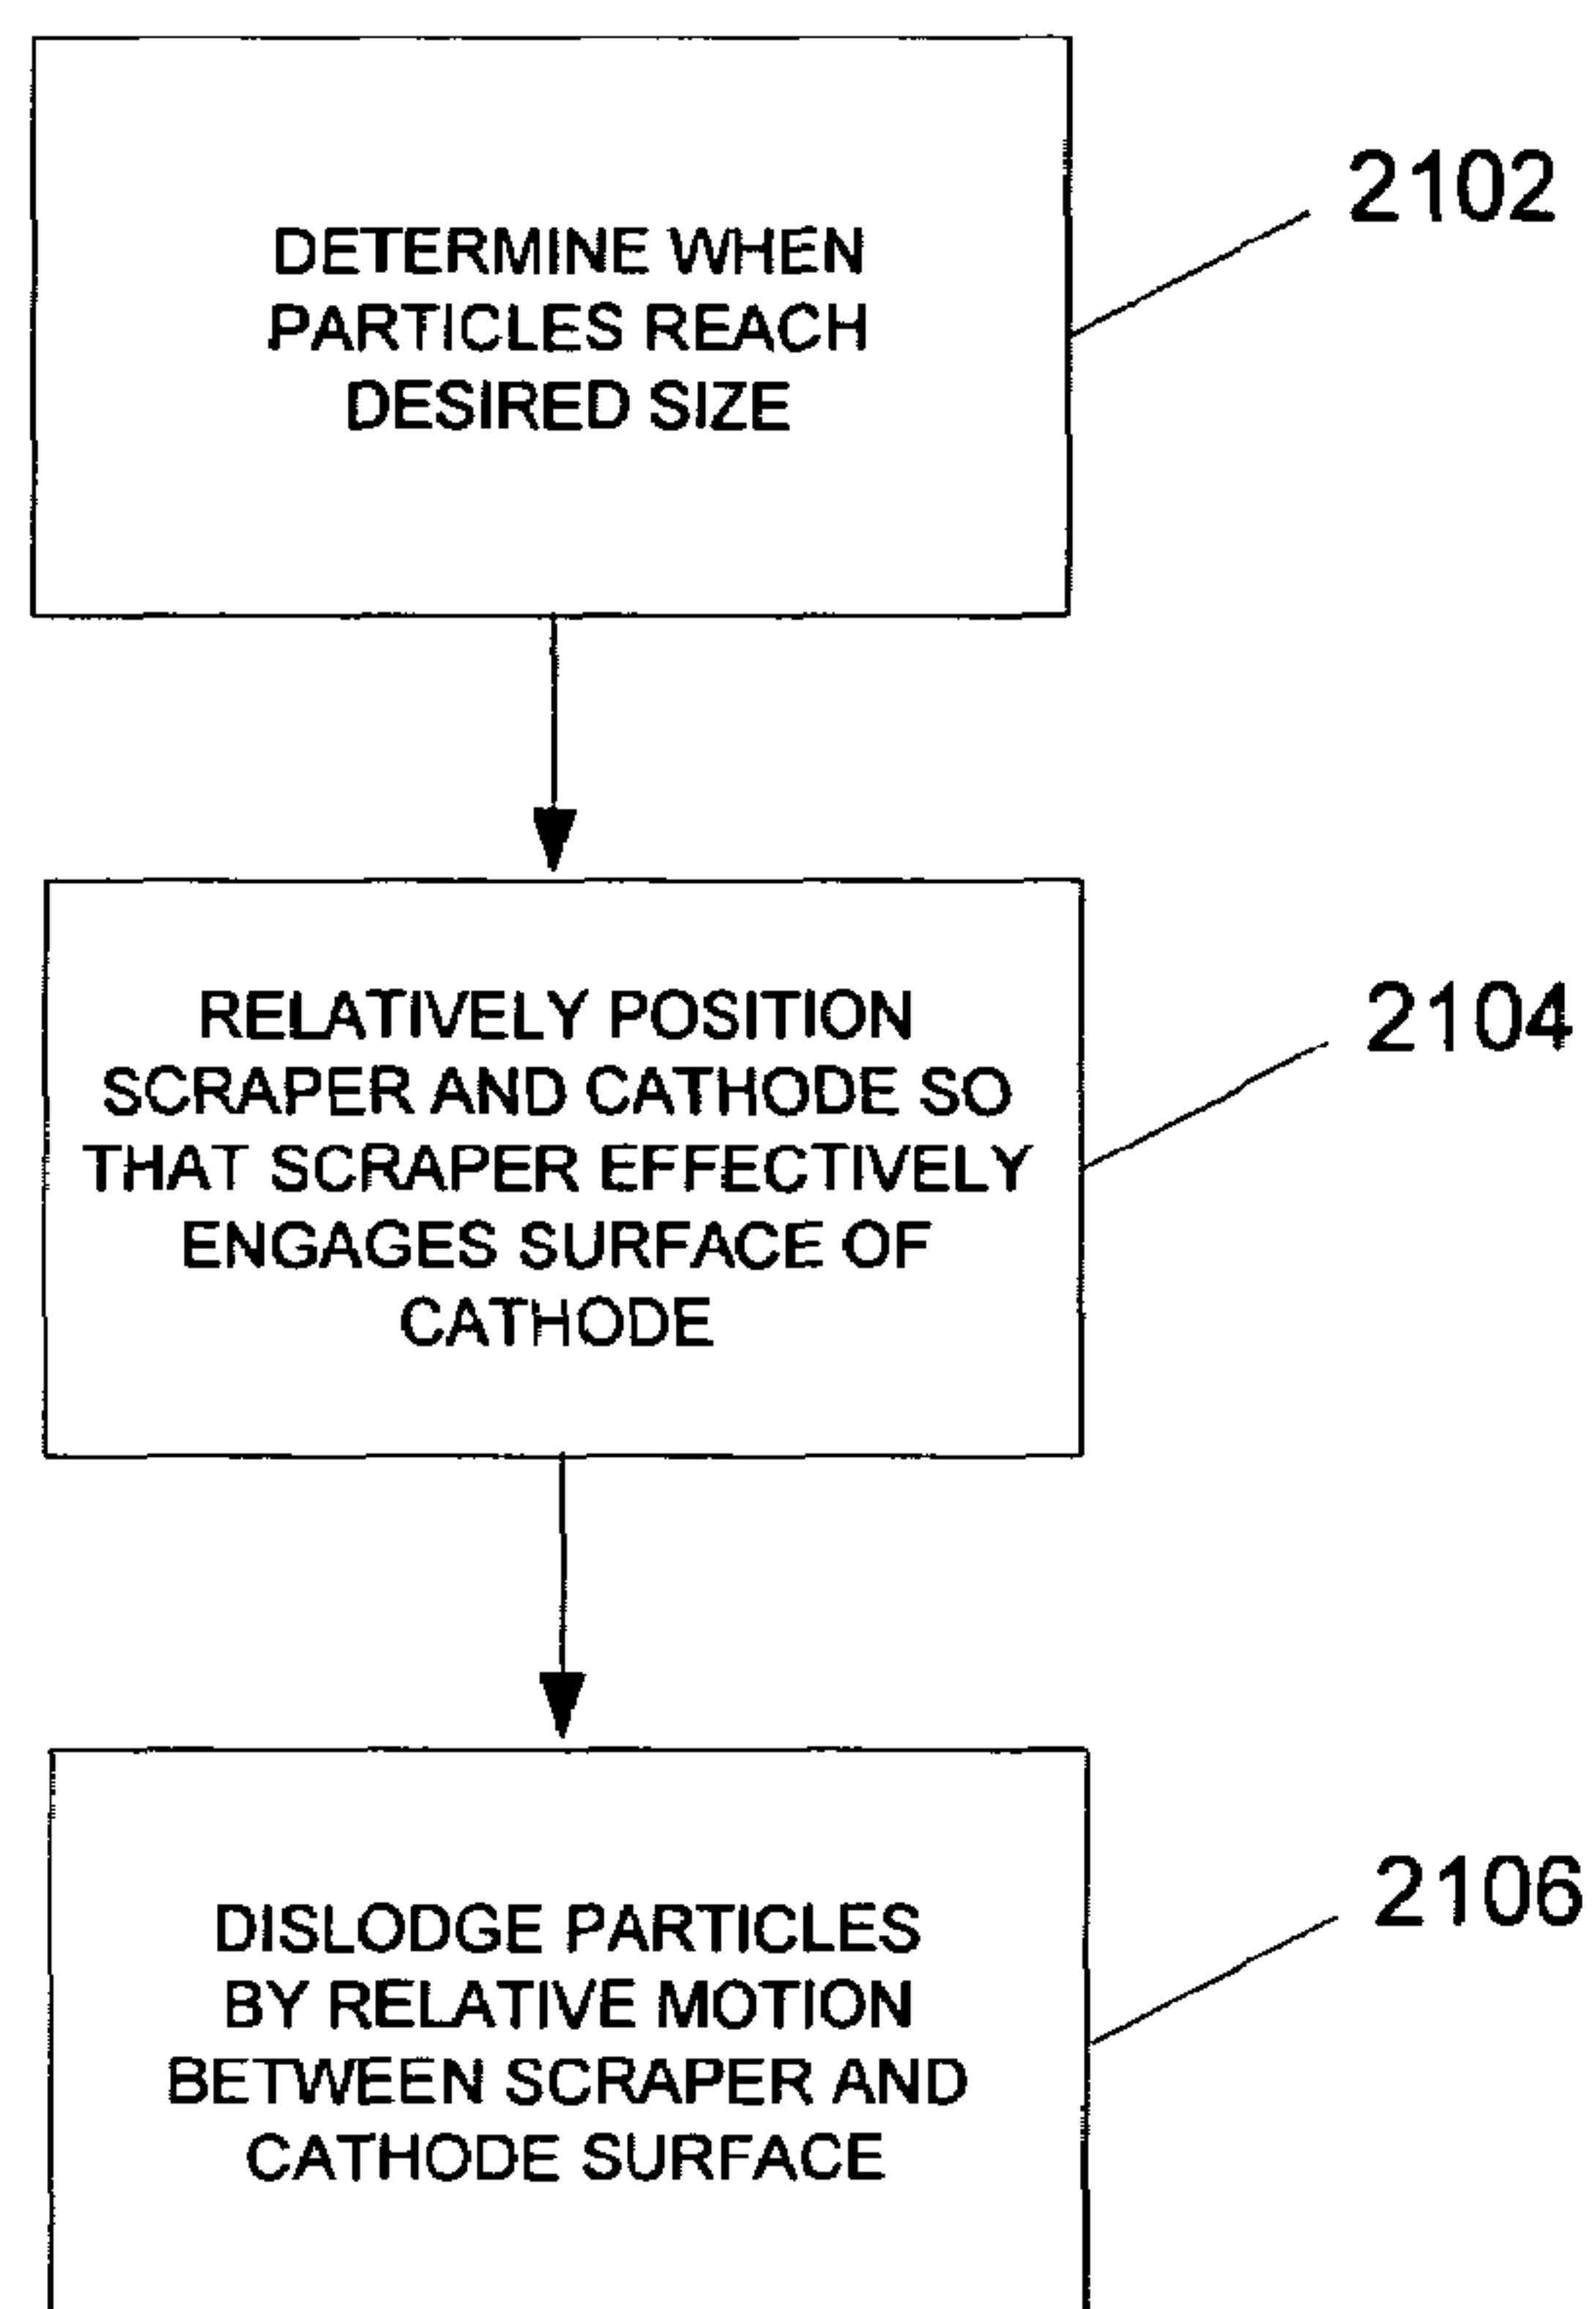 DETERMINE WHEN
PARTICLES REACH
DESIRED SIZE
2102
RELATIVELY POSITION
SCRAPER AND CATHODE SO
THAT SCRAPER EFFECTIVELY
ENGAGES SURFACE OF
CATHODE
2104
DISLODGE PARTICLES
BY RELATIVE MOTION
BETWEEN SCRAPER AND
CATHODE SURFACE
2106